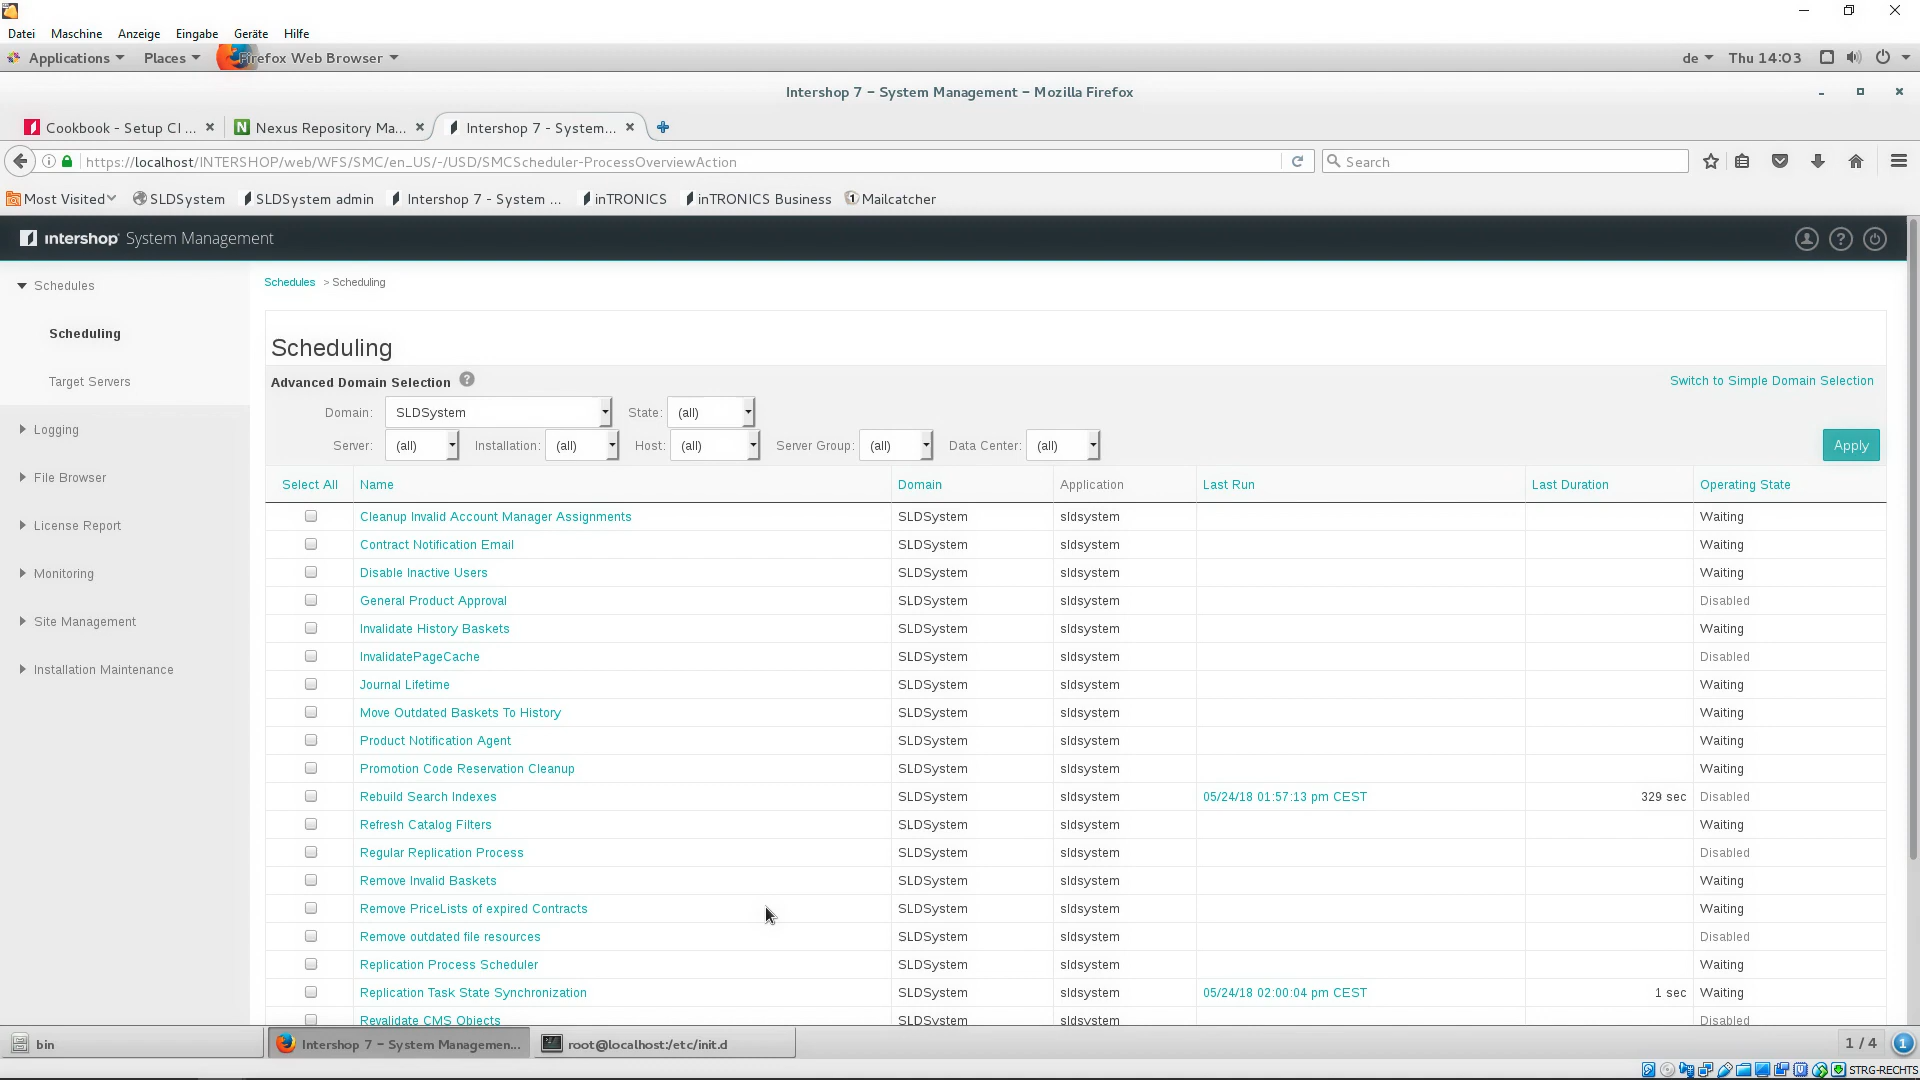 Datei Maschine Anzeige Eingabe Geräte Hilfe
Applications Places Firefox Web Browser de Thu 14:03
Intershop 7 – System Management – Mozilla Firefox
Cookbook - Setup CI ... Nexus Repository Ma... Intershop 7 - System...
https://localhost/INTERSHOP/web/WFS/SMC/en_US/-/USD/SMCScheduler-ProcessOverviewAction Search
Most Visited SLDSystem SLDSystem admin Intershop 7 - System ... inTRONICS inTRONICS Business Mailcatcher
intershop System Management
Schedules
Scheduling
Target Servers
Logging
File Browser
License Report
Monitoring
Site Management
Installation Maintenance
Schedules > Scheduling
Scheduling
Advanced Domain Selection ? Switch to Simple Domain Selection
Domain: SLDSystem State: (all)
Server: (all) Installation: (all) Host: (all) Server Group: (all) Data Center: (all) Apply
Select All Name Domain Application Last Run Last Duration Operating State
Cleanup Invalid Account Manager Assignments SLDSystem sldsystem Waiting
Contract Notification Email SLDSystem sldsystem Waiting
Disable Inactive Users SLDSystem sldsystem Waiting
General Product Approval SLDSystem sldsystem Disabled
Invalidate History Baskets SLDSystem sldsystem Waiting
InvalidatePageCache SLDSystem sldsystem Disabled
Journal Lifetime SLDSystem sldsystem Waiting
Move Outdated Baskets To History SLDSystem sldsystem Waiting
Product Notification Agent SLDSystem sldsystem Waiting
Promotion Code Reservation Cleanup SLDSystem sldsystem Waiting
Rebuild Search Indexes SLDSystem sldsystem 05/24/18 01:57:13 pm CEST 329 sec Disabled
Refresh Catalog Filters SLDSystem sldsystem Waiting
Regular Replication Process SLDSystem sldsystem Disabled
Remove Invalid Baskets SLDSystem sldsystem Waiting
Remove PriceLists of expired Contracts SLDSystem sldsystem Waiting
Remove outdated file resources SLDSystem sldsystem Disabled
Replication Process Scheduler SLDSystem sldsystem Waiting
Replication Task State Synchronization SLDSystem sldsystem 05/24/18 02:00:04 pm CEST 1 sec Waiting
Revalidate CMS Objects SLDSystem sldsystem Disabled
bin Intershop 7 – System Managemen... root@localhost:/etc/init.d 1 / 4 1
STRG-RECHTS